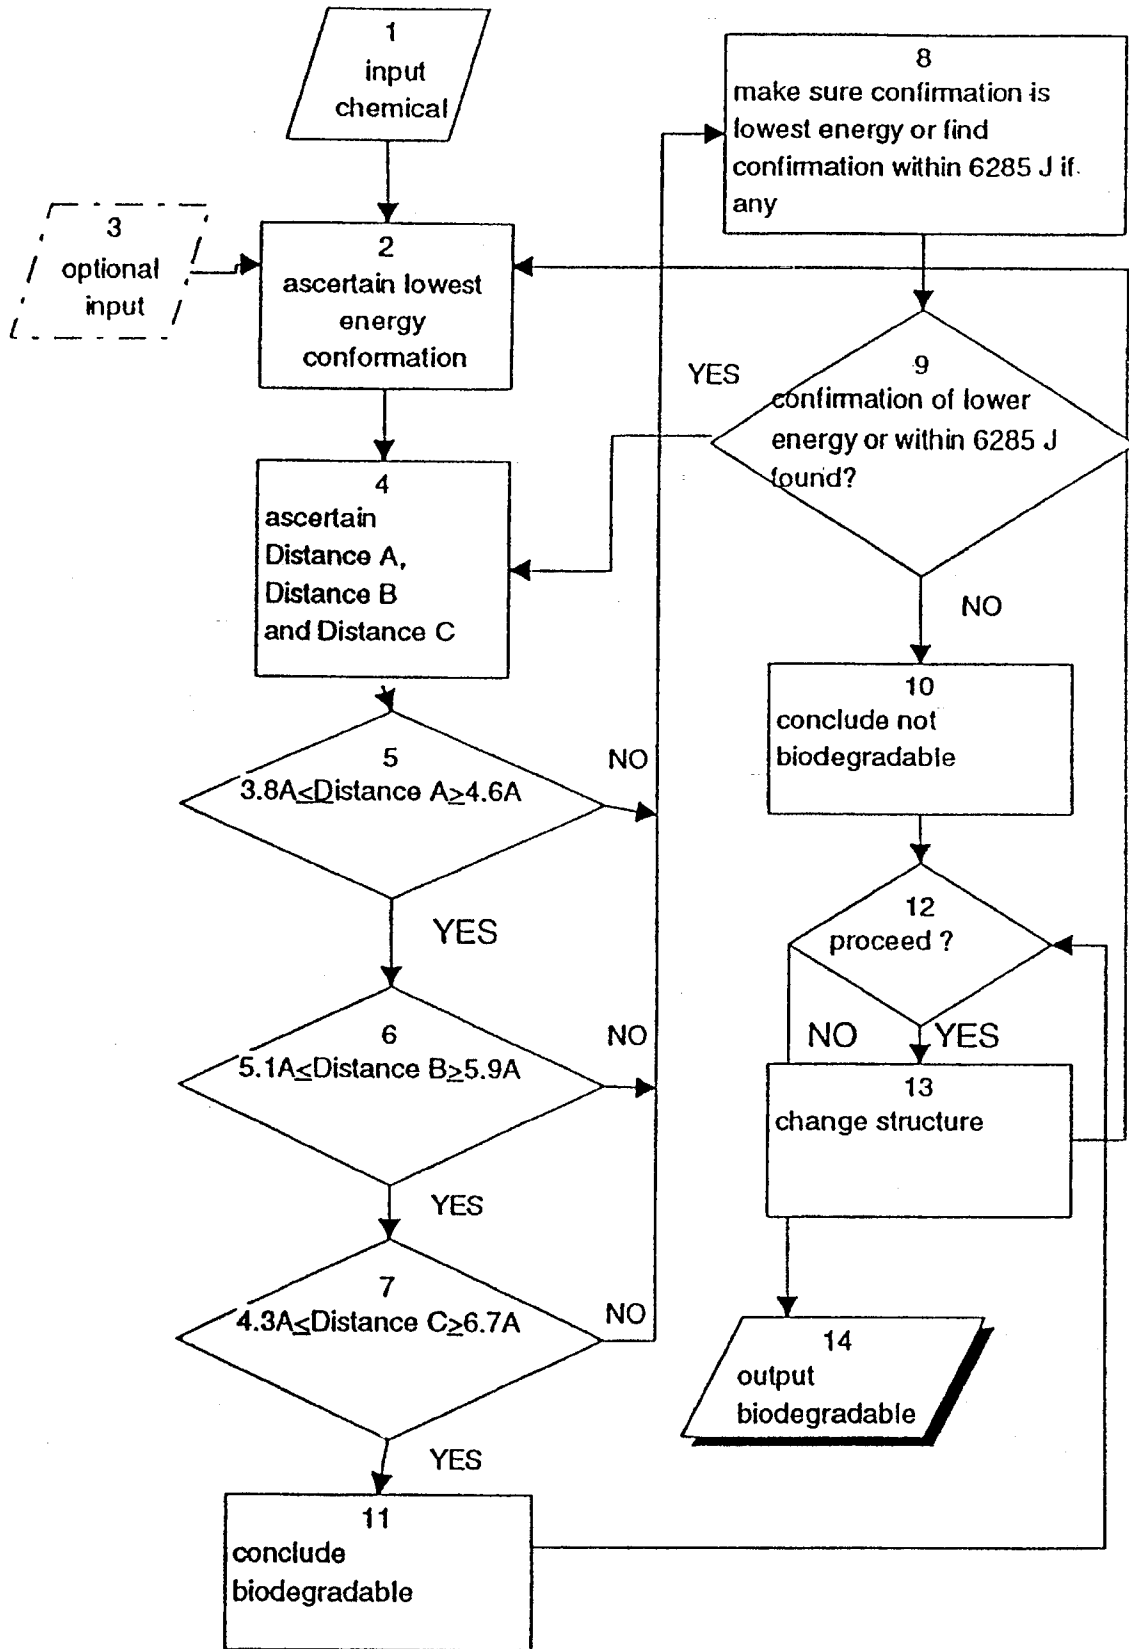 1
input
chemical
3
optional
input
2
ascertain lowest
energy
conformation
4
ascertain
Distance A,
Distance B
and Distance C
5
3.8A≤Distance A≥4.6A
NO
YES
6
5.1A≤Distance B≥5.9A
NO
YES
7
4.3A≤Distance C≥6.7A
NO
YES
11
conclude
biodegradable
8
make sure confirmation is
lowest energy or find
confirmation within 6285 J if
any
YES
9
confirmation of lower
energy or within 6285 J
found?
NO
10
conclude not
biodegradable
12
proceed ?
NO
YES
13
change structure
14
output
biodegradable